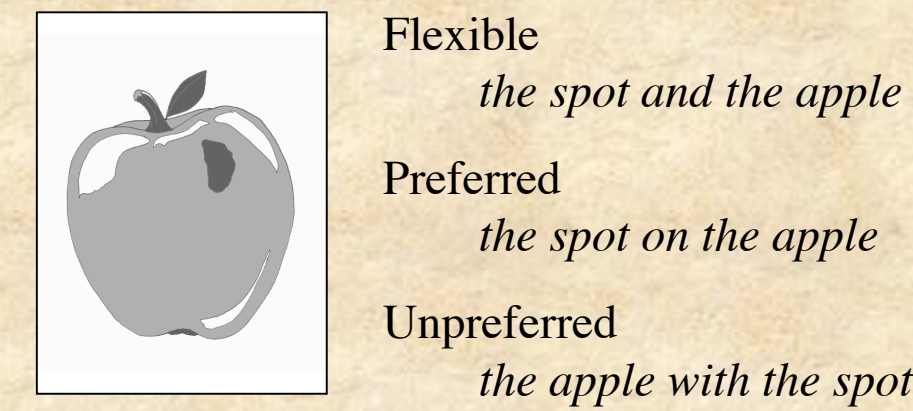 Flexible
the spot and the apple
Preferred
the spot on the apple
Unpreferred
the apple with the spot